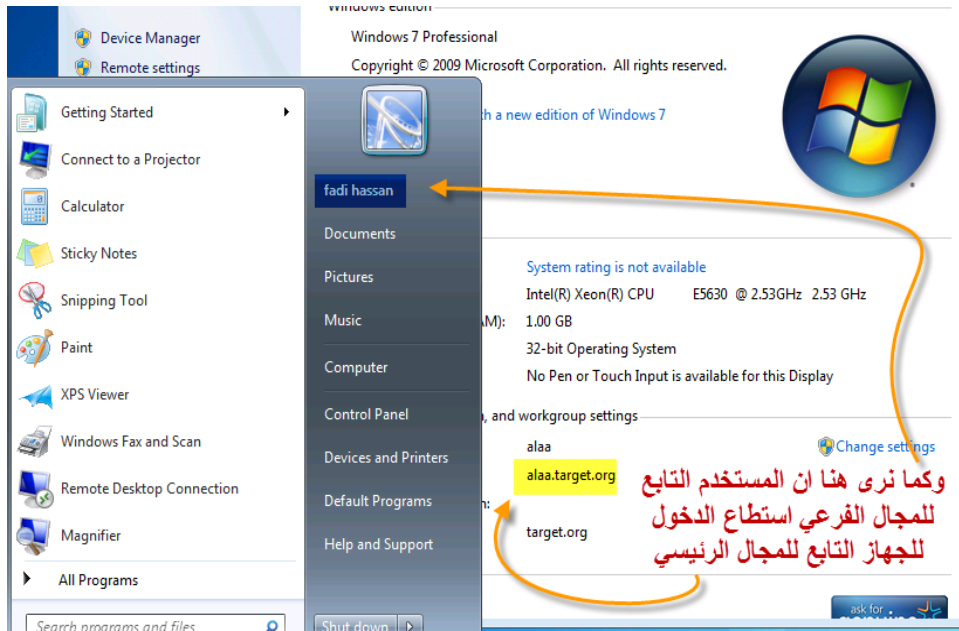 Windows edition
Device Manager
Windows 7 Professional
Remote settings
Copyright © 2009 Microsoft Corporation. All rights reserved.
Getting Started
h a new edition of Windows 7
Connect to a Projector
fadi hassan
Calculator
Documents
Sticky Notes
Pictures
System rating is not available
Snipping Tool
Intel(R) Xeon(R) CPU E5630 @ 2.53GHz 2.53 GHz
Music
AM): 1.00 GB
Paint
32-bit Operating System
Computer
No Pen or Touch Input is available for this Display
XPS Viewer
Control Panel
, and workgroup settings
Windows Fax and Scan
alaa
Change settings
Devices and Printers
alaa.target.org
Remote Desktop Connection
Default Programs
target.org
Magnifier
Help and Support
وكما نرى هنا ان المستخدم التابع
للمجال الفرعي استطاع الدخول
للجهاز التابع للمجال الرئيسي
All Programs
ask for
Search programs and files
Shut down